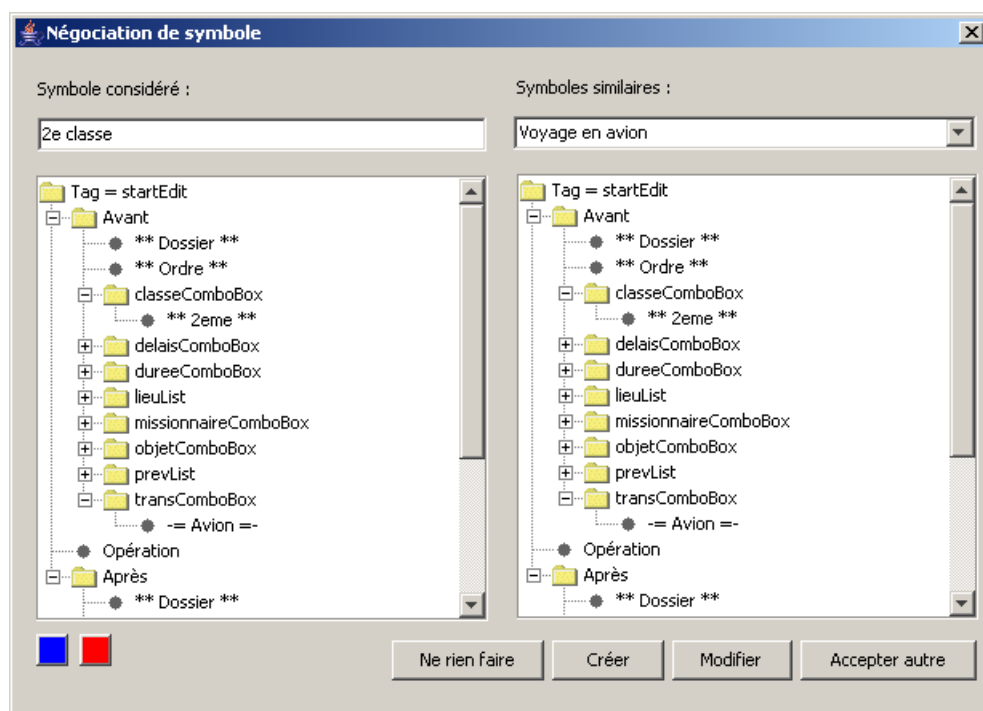 Négociation de symbole
Symbole considéré :
2e classe
Tag = startEdit
Avant
** Dossier **
** Ordre **
classeComboBox
** 2eme **
delaisComboBox
dureeComboBox
lieuList
missionnaireComboBox
objetComboBox
prevList
transComboBox
-= Avion =-
Opération
Après
** Dossier **
Symboles similaires :
Voyage en avion
Tag = startEdit
Avant
** Dossier **
** Ordre **
classeComboBox
** 2eme **
delaisComboBox
dureeComboBox
lieuList
missionnaireComboBox
objetComboBox
prevList
transComboBox
-= Avion =-
Opération
Après
** Dossier **
Ne rien faire
Créer
Modifier
Accepter autre